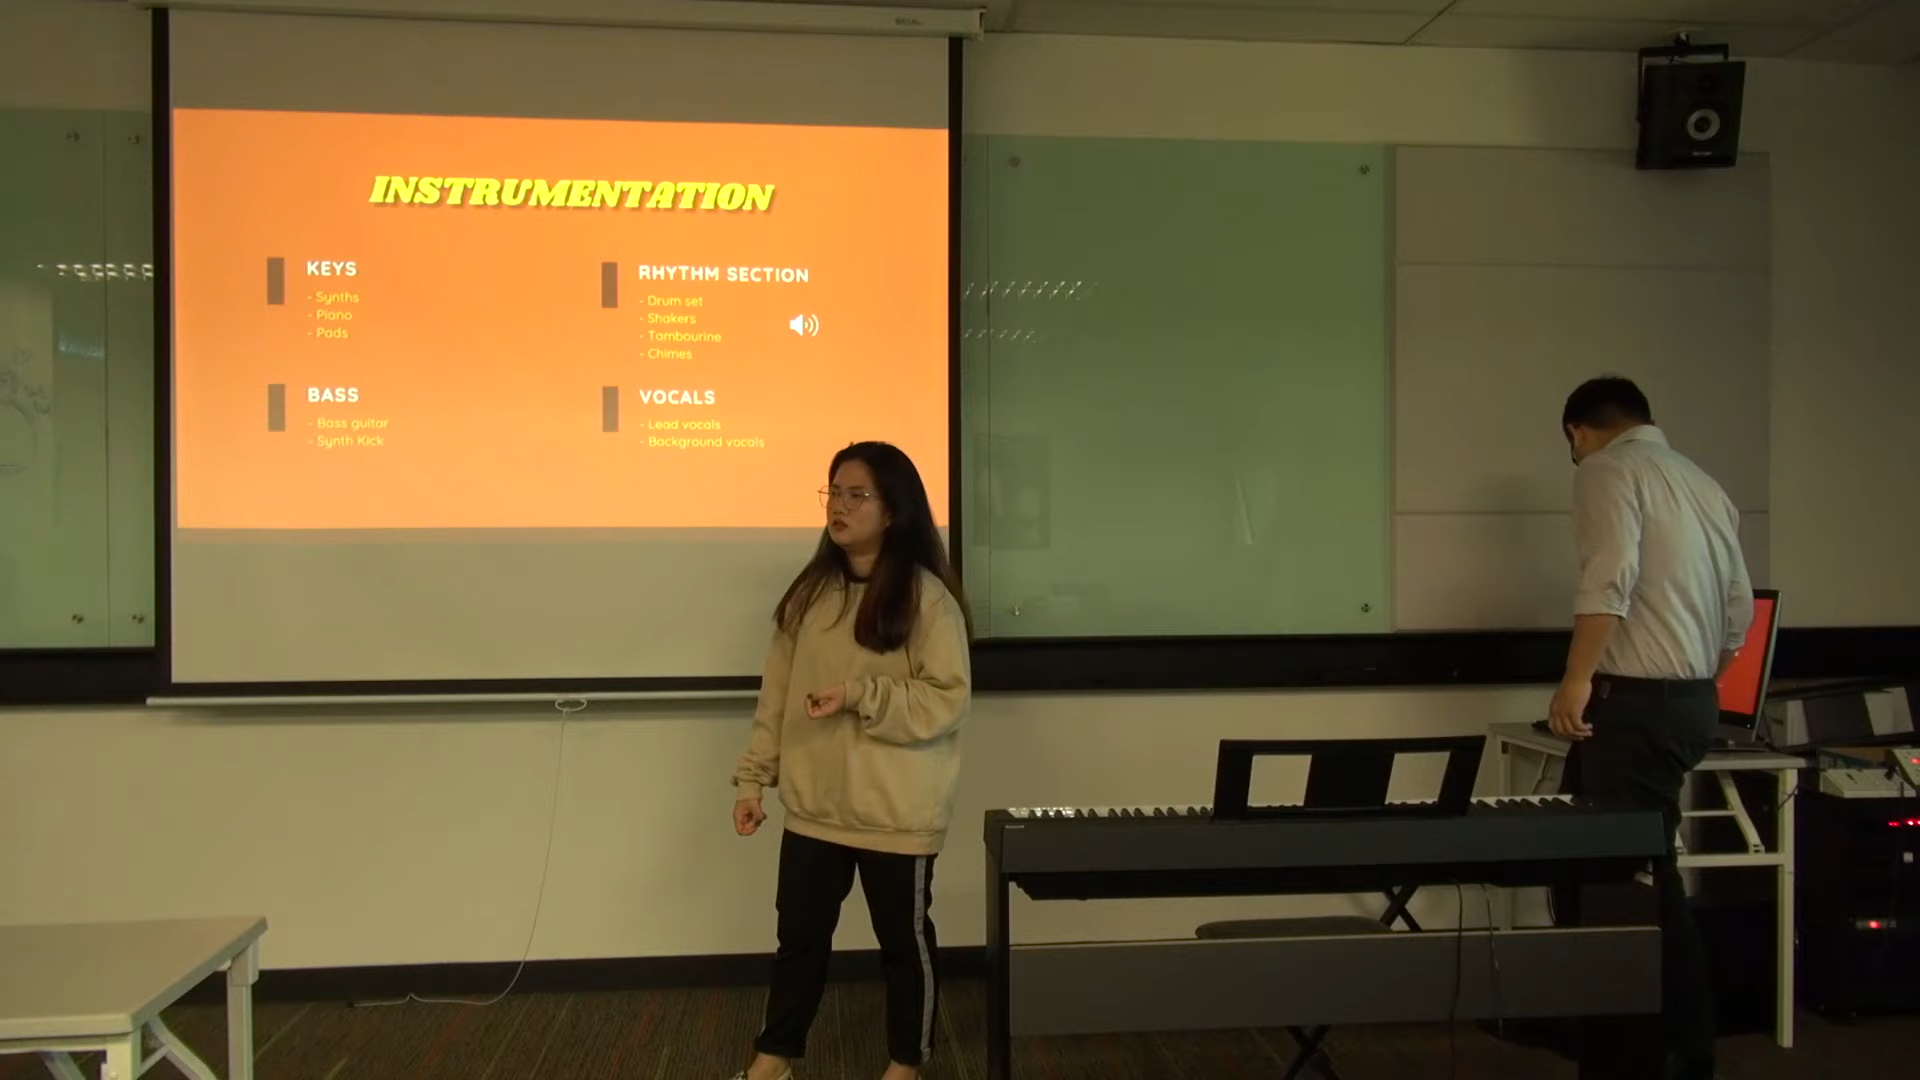 INSTRUMENTATION
KEYS
- Synths
- Piano
- Pads
RHYTHM SECTION
- Drum set
- Shakers
- Tambourine
- Chimes
BASS
- Bass guitar
- Synth Kick
VOCALS
- Lead vocals
- Background vocals